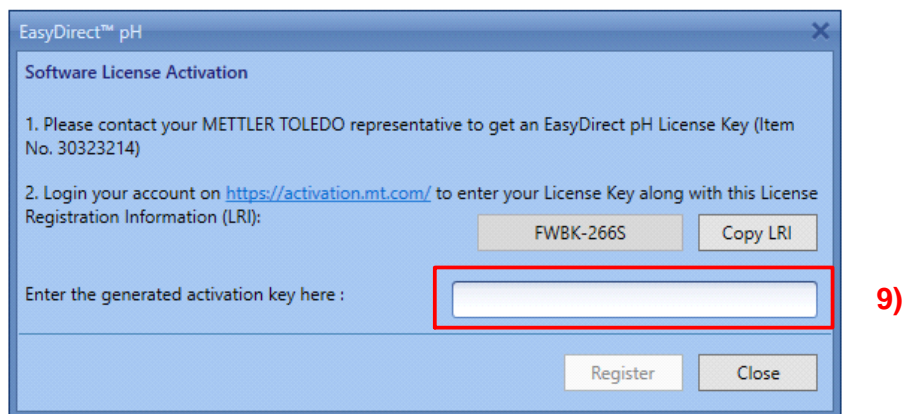 EasyDirect™ pH
Software License Activation
1. Please contact your METTLER TOLEDO representative to get an EasyDirect pH License Key (Item
No. 30323214)
2. Login your account on https://activation.mt.com/ to enter your License Key along with this License
Registration Information (LRI):
FWBK-266S Copy LRI
Enter the generated activation key here :
9)
Register Close